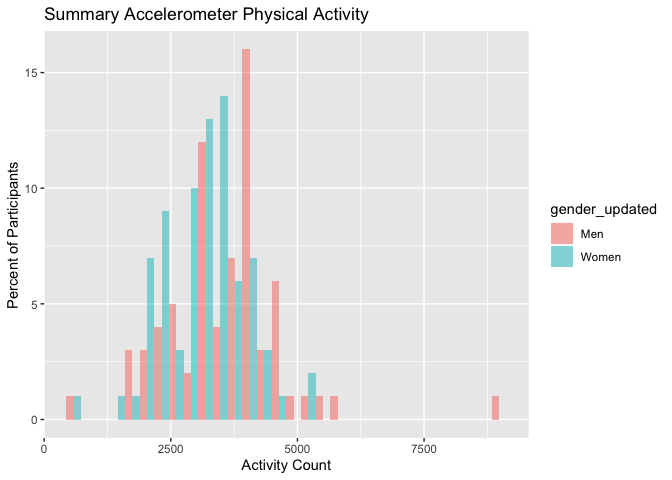 Summary Accelerometer Physical Activity
Percent of Participants
15
10
5
0
0
2500
5000
7500
Activity Count
gender_updated
Men
Women